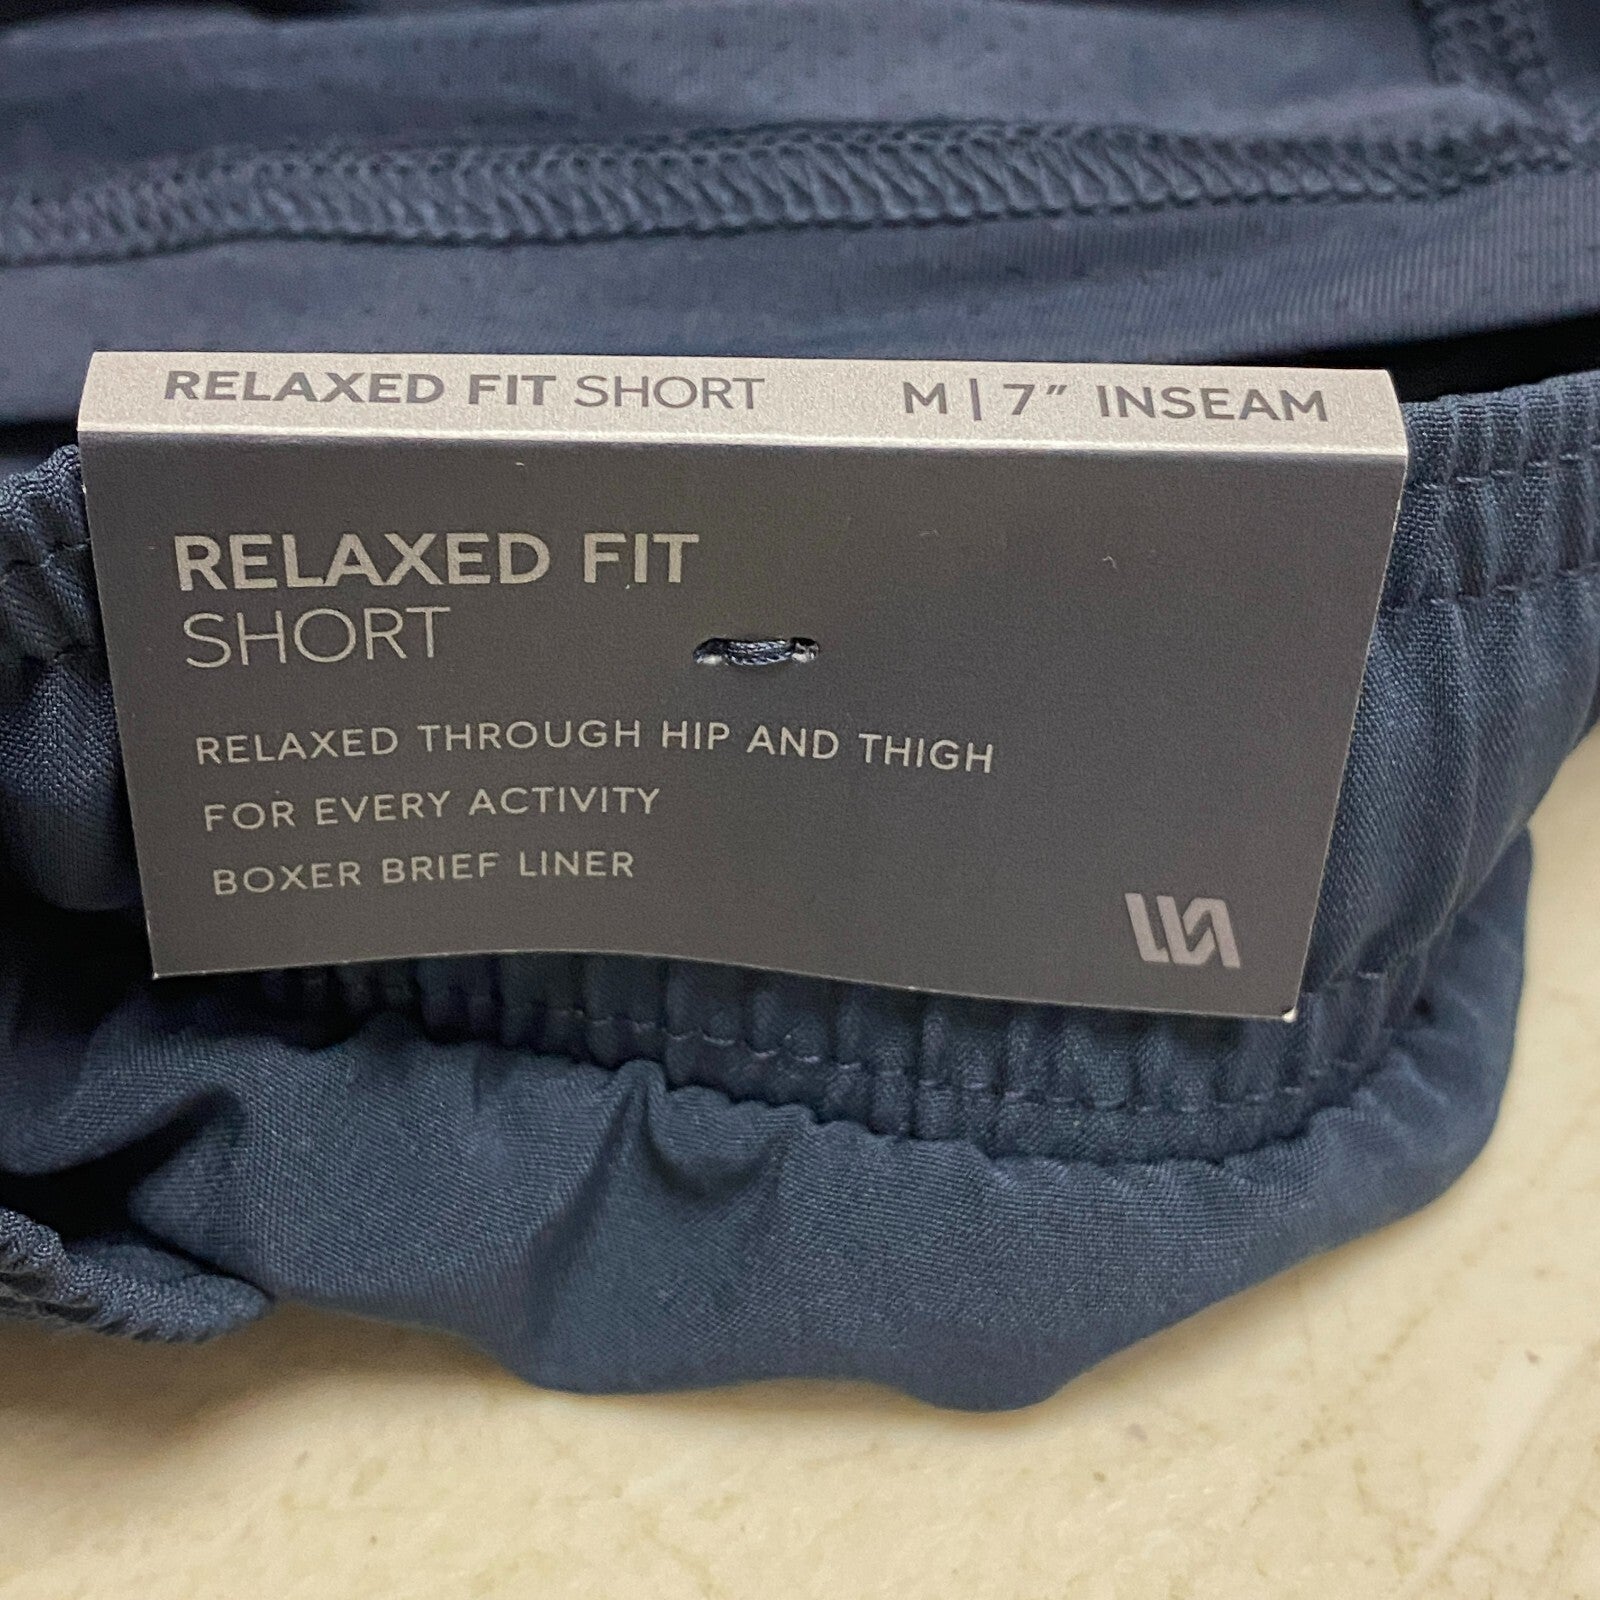 RELAXED FIT SHORT M | 7" INSEAM
RELAXED FIT
SHORT
RELAXED THROUGH HIP AND THIGH
FOR EVERY ACTIVITY
BOXER BRIEF LINER